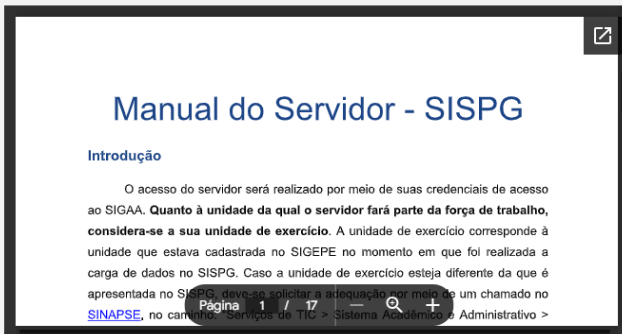 Manual do Servidor - SISPG
Introdução
O acesso do servidor será realizado por meio de suas credenciais de acesso
ao SIGAA. Quanto à unidade da qual o servidor fará parte da força de trabalho,
considera-se a sua unidade de exercício. A unidade de exercício corresponde à
unidade que estava cadastrada no SIGEPE no momento em que foi realizada a
carga de dados no SISPG. Caso a unidade de exercício esteja diferente da que é
apresentada no SISPG, deve-se solicitar a adequação por meio de um chamado no
SINAPSE, no caminho: "Serviços de TIC > Sistema Acadêmico e Administrativo >
Página 1 / 17